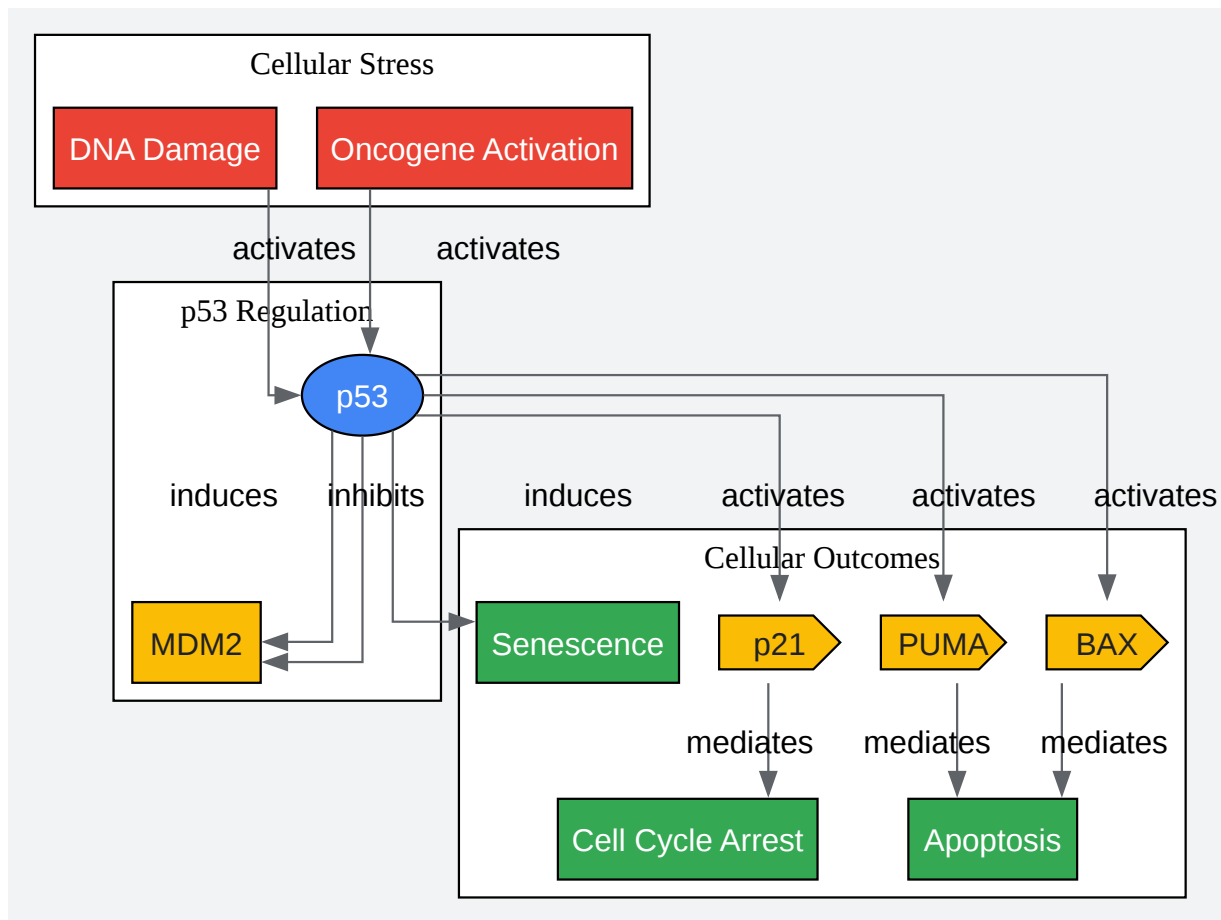 Cellular Stress
DNA Damage
Oncogene Activation
activates
activates
p53 Regulation
p53
induces
inhibits
induces
activates
activates
activates
Cellular Outcomes
MDM2
Senescence
p21
PUMA
BAX
mediates
mediates
mediates
Cell Cycle Arrest
Apoptosis